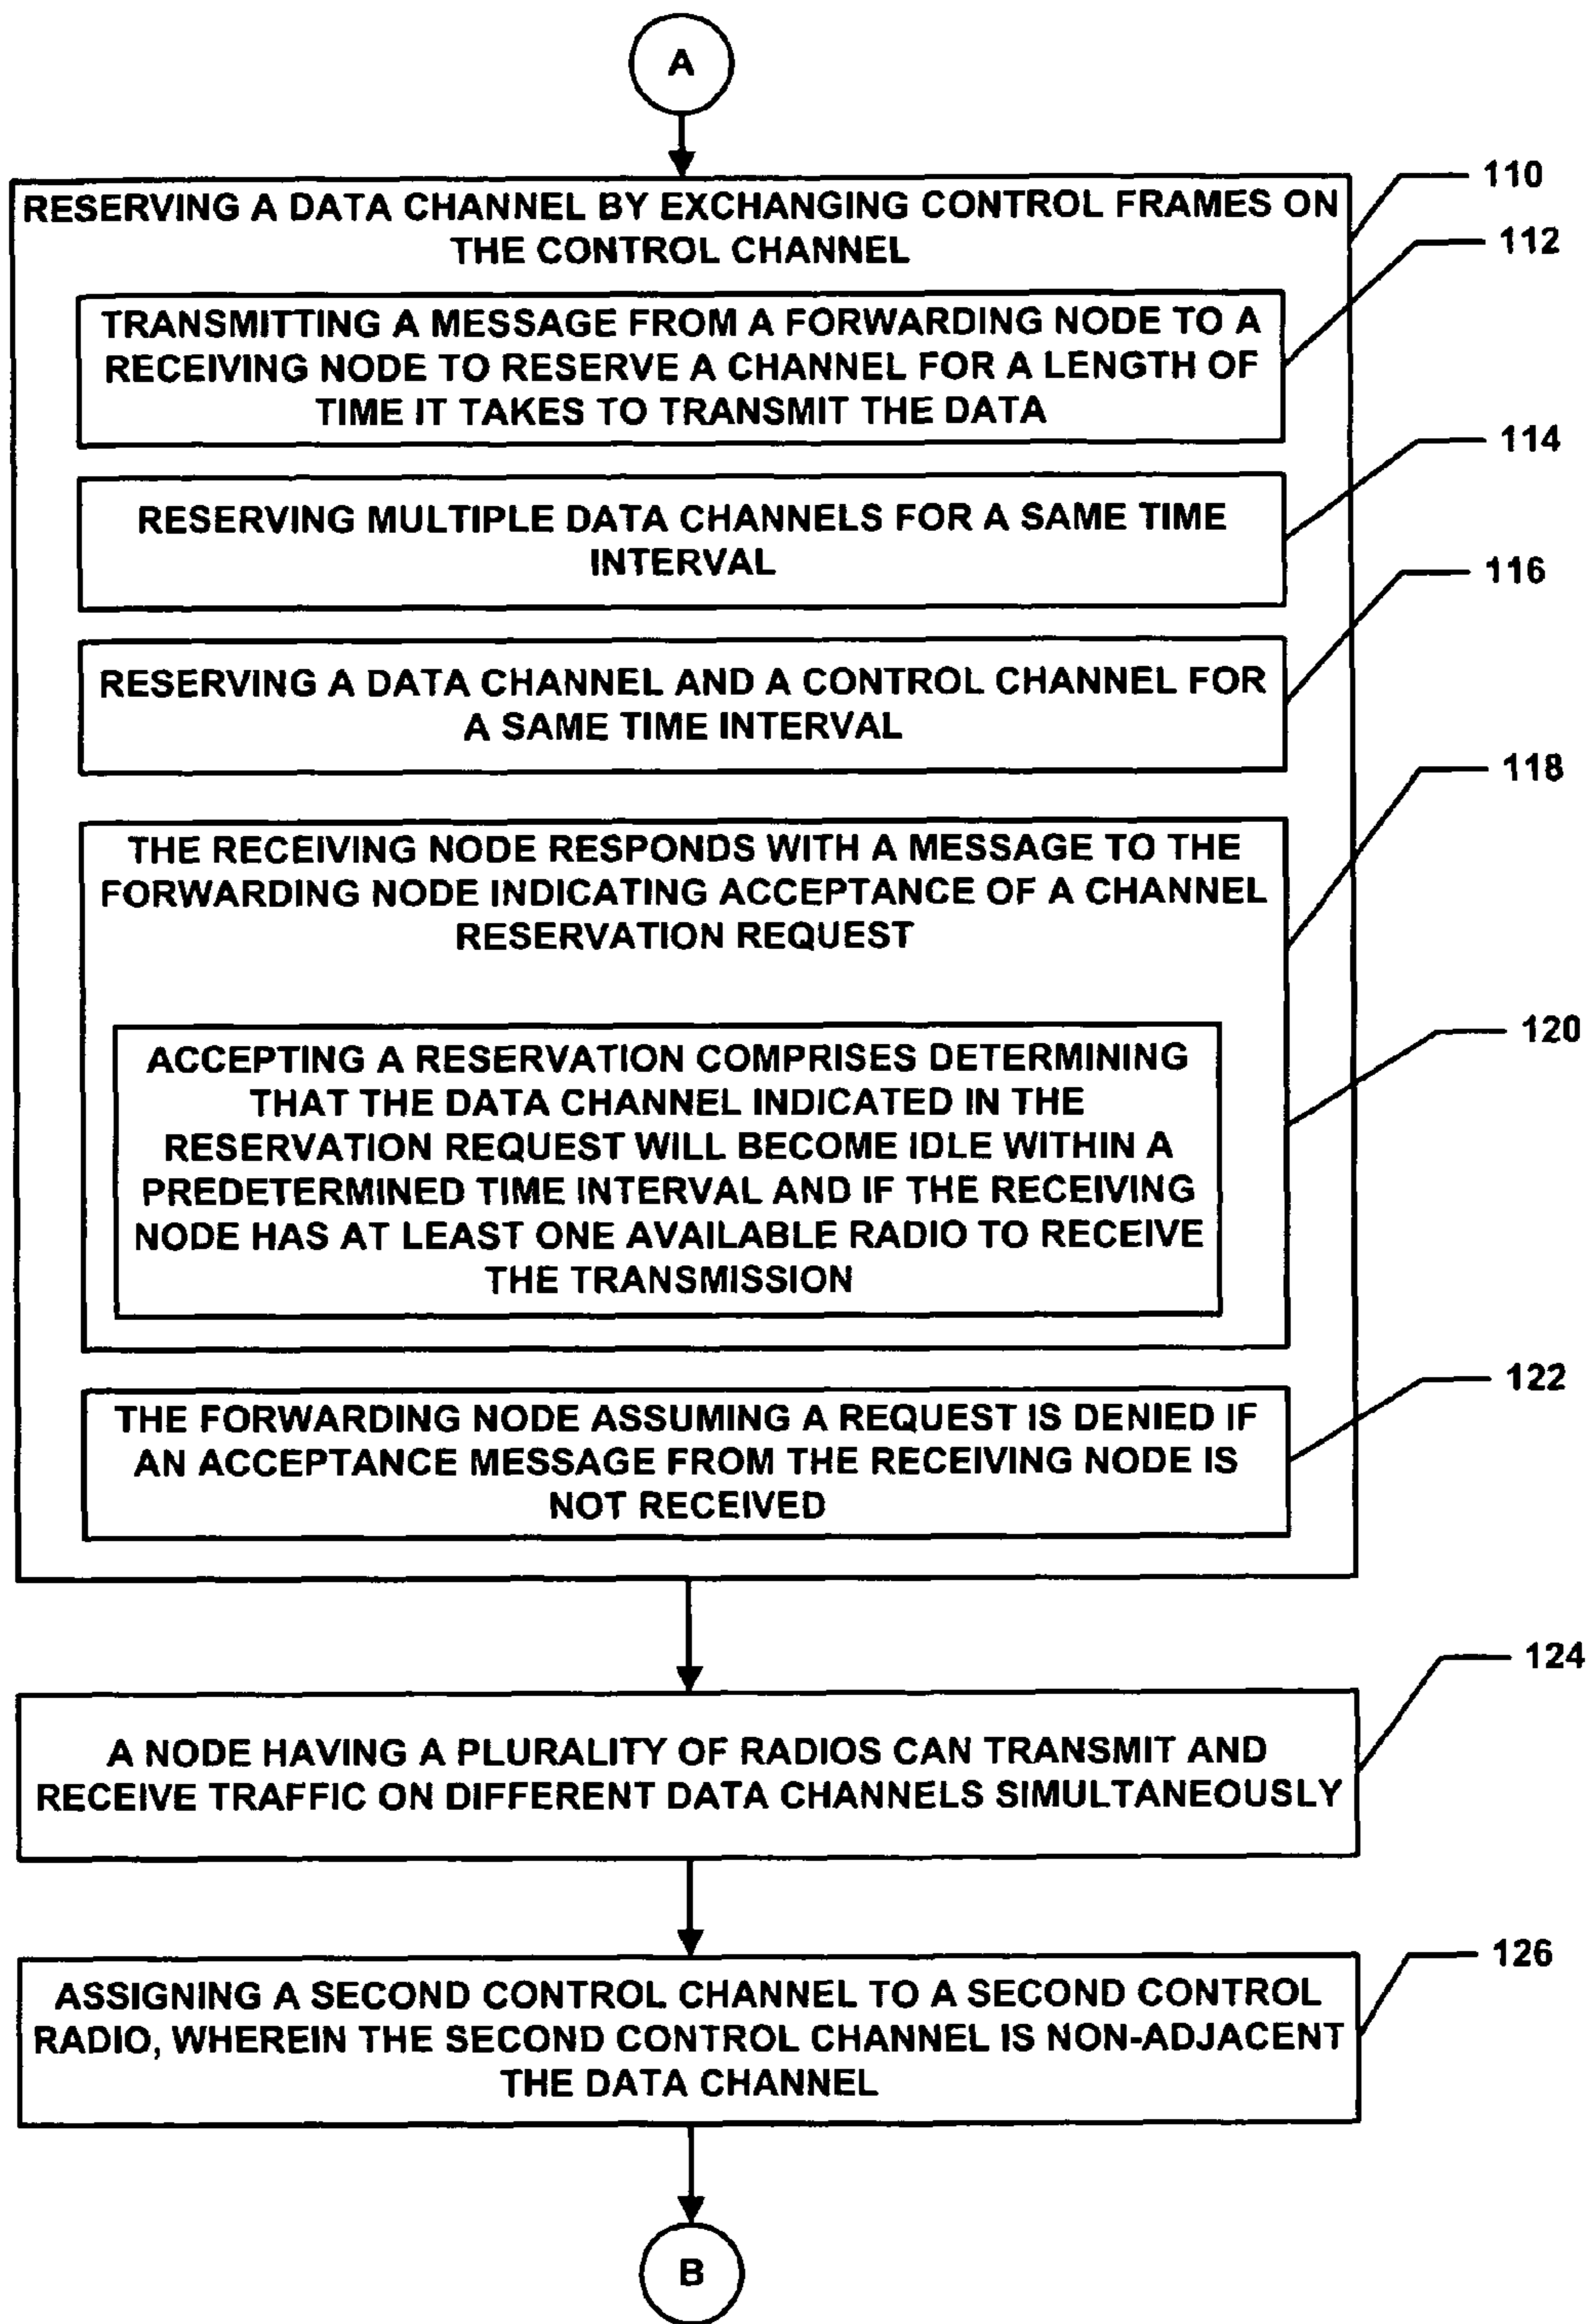 A
RESERVING A DATA CHANNEL BY EXCHANGING CONTROL FRAMES ON
THE CONTROL CHANNEL
110
112
TRANSMITTING A MESSAGE FROM A FORWARDING NODE TO A
RECEIVING NODE TO RESERVE A CHANNEL FOR A LENGTH OF
TIME IT TAKES TO TRANSMIT THE DATA
114
RESERVING MULTIPLE DATA CHANNELS FOR A SAME TIME
INTERVAL
116
RESERVING A DATA CHANNEL AND A CONTROL CHANNEL FOR
A SAME TIME INTERVAL
118
THE RECEIVING NODE RESPONDS WITH A MESSAGE TO THE
FORWARDING NODE INDICATING ACCEPTANCE OF A CHANNEL
RESERVATION REQUEST
120
ACCEPTING A RESERVATION COMPRISES DETERMINING
THAT THE DATA CHANNEL INDICATED IN THE
RESERVATION REQUEST WILL BECOME IDLE WITHIN A
PREDETERMINED TIME INTERVAL AND IF THE RECEIVING
NODE HAS AT LEAST ONE AVAILABLE RADIO TO RECEIVE
THE TRANSMISSION
122
THE FORWARDING NODE ASSUMING A REQUEST IS DENIED IF
AN ACCEPTANCE MESSAGE FROM THE RECEIVING NODE IS
NOT RECEIVED
124
A NODE HAVING A PLURALITY OF RADIOS CAN TRANSMIT AND
RECEIVE TRAFFIC ON DIFFERENT DATA CHANNELS SIMULTANEOUSLY
126
ASSIGNING A SECOND CONTROL CHANNEL TO A SECOND CONTROL
RADIO, WHEREIN THE SECOND CONTROL CHANNEL IS NON-ADJACENT
THE DATA CHANNEL
B